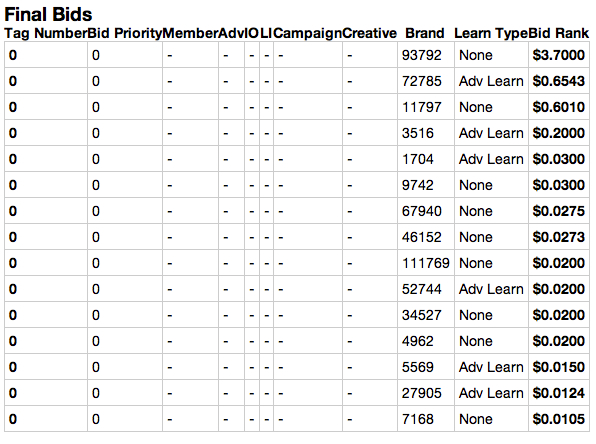 Final Bids
Tag Number Bid Priority Member Adv IO LI Campaign Creative Brand Learn Type Bid Rank
0 0 - - - - - - 93792 None $3.7000
0 0 - - - - - - 72785 Adv Learn $0.6543
0 0 - - - - - - 11797 None $0.6010
0 0 - - - - - - 3516 Adv Learn $0.2000
0 0 - - - - - - 1704 Adv Learn $0.0300
0 0 - - - - - - 9742 None $0.0300
0 0 - - - - - - 67940 None $0.0275
0 0 - - - - - - 46152 None $0.0273
0 0 - - - - - - 111769 None $0.0200
0 0 - - - - - - 52744 Adv Learn $0.0200
0 0 - - - - - - 34527 None $0.0200
0 0 - - - - - - 4962 None $0.0200
0 0 - - - - - - 5569 Adv Learn $0.0150
0 0 - - - - - - 27905 Adv Learn $0.0124
0 0 - - - - - - 7168 None $0.0105